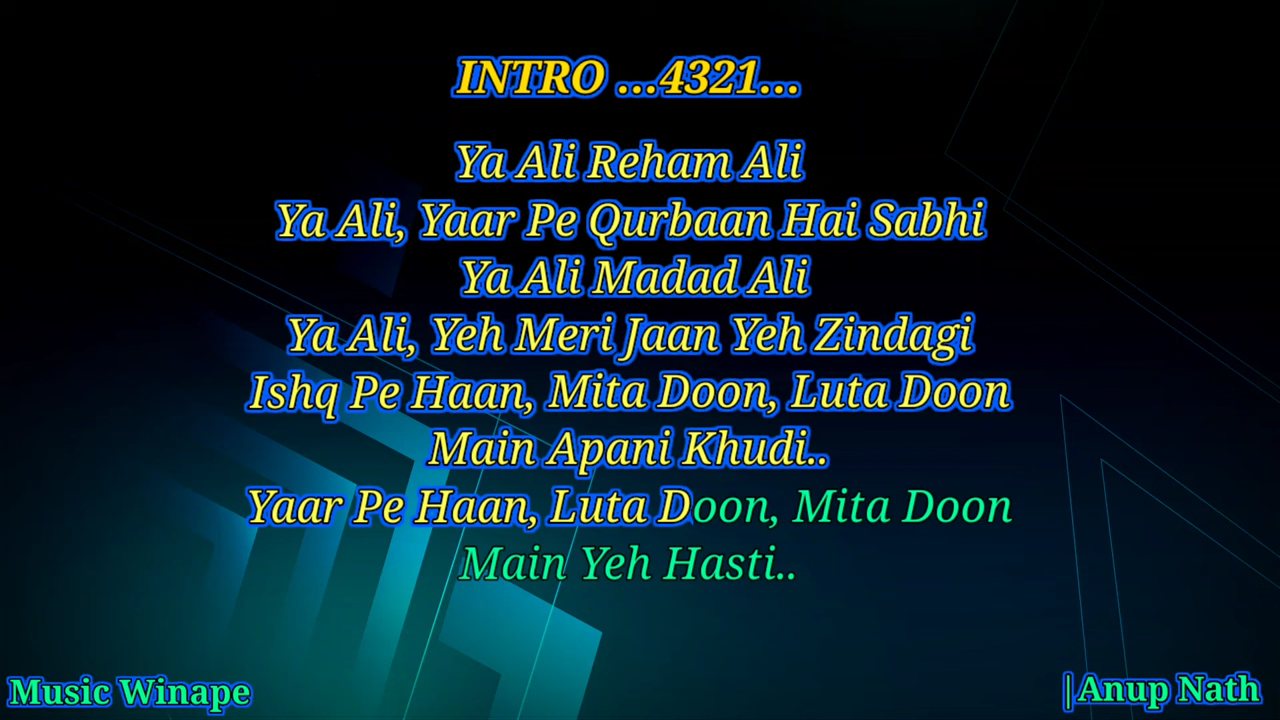 INTRO ...4321...
Ya Ali Reham Ali
Ya Ali, Yaar Pe Qurbaan Hai Sabhi
Ya Ali Madad Ali
Ya Ali, Yeh Meri Jaan Yeh Zindagi
Ishq Pe Haan, Mita Doon, Luta Doon
Main Apani Khudi..
Yaar Pe Haan, Luta Doon, Mita Doon
Main Yeh Hasti..
Music Winape
|Anup Nath